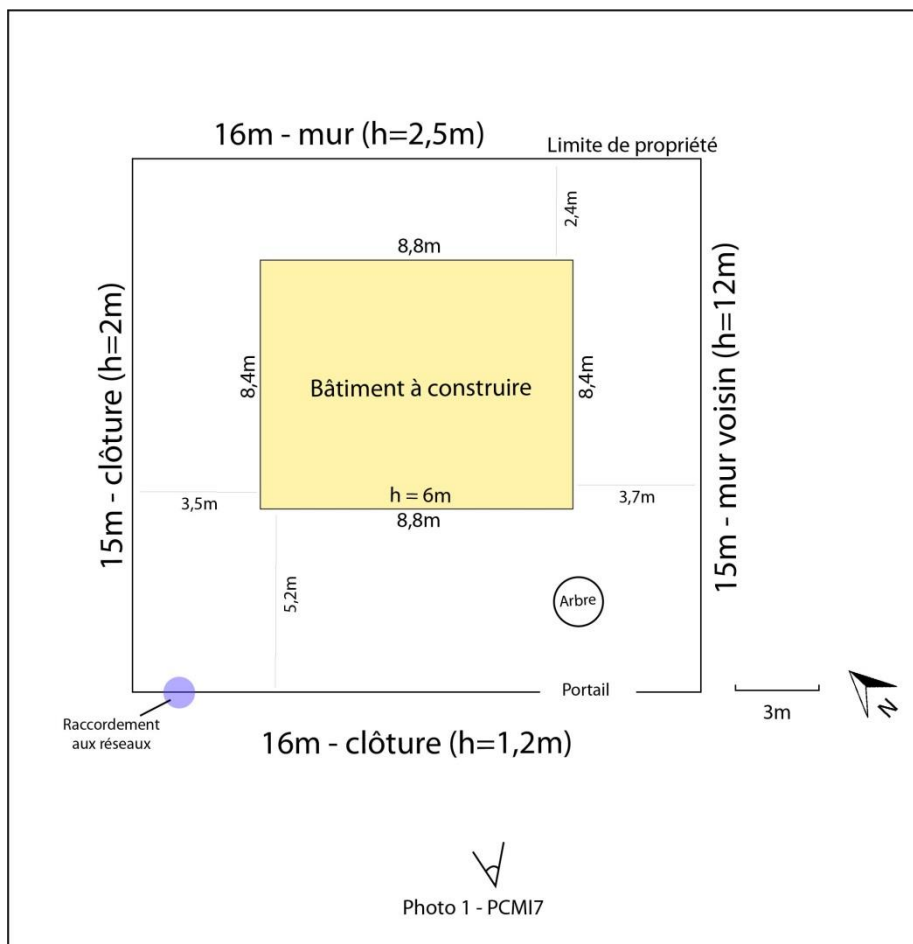 16m - mur (h=2,5m)
Limite de propriété
2,4m
8,8m
15m - clôture (h=2m)
8,4m
Bâtiment à construire
8,4m
15m - mur voisin (h=12m)
3,5m
h = 6m
3,7m
8,8m
5,2m
Arbre
Portail
Raccordement
aux réseaux
3m
N
16m - clôture (h=1,2m)
Photo 1 - PCMI7